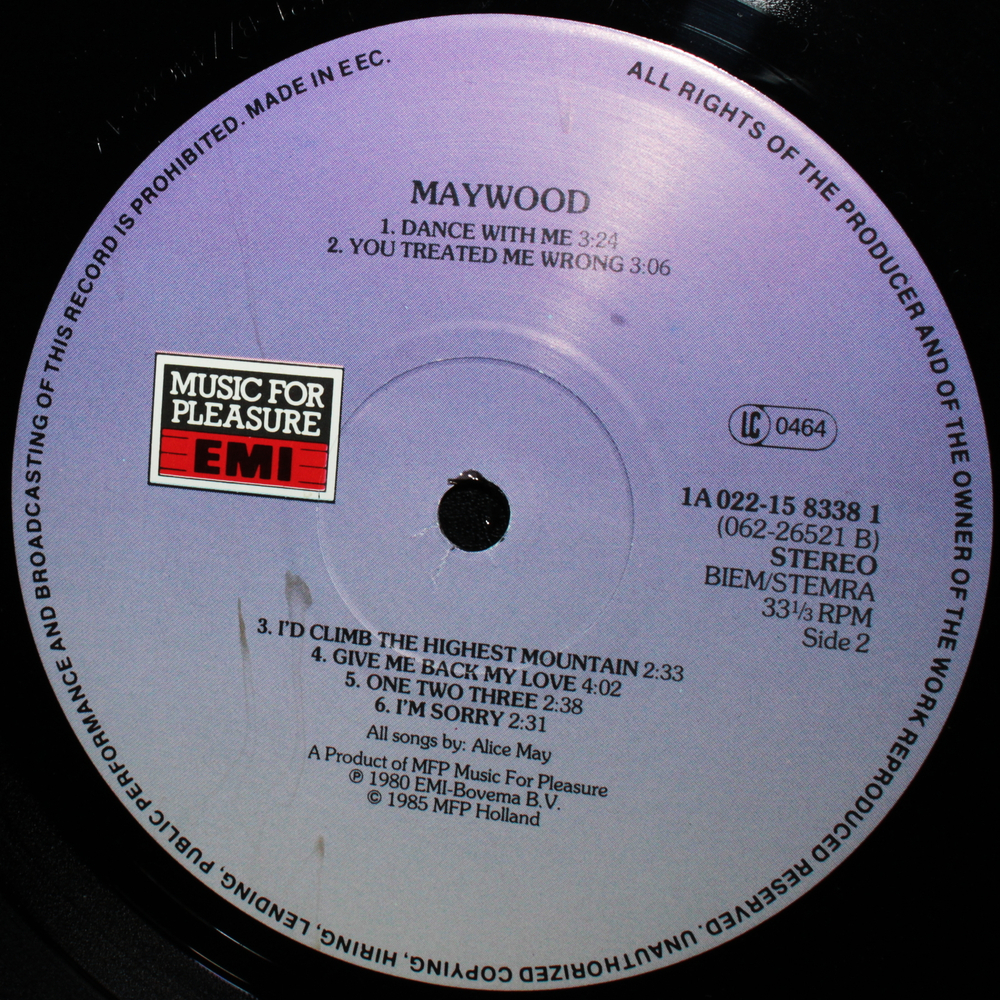 MAYWOOD
1. DANCE WITH ME 3:24
2. YOU TREATED ME WRONG 3:06
MUSIC FOR
PLEASURE
EMI
LC 0464
1A 022-15 8338 1
(062-26521 B)
STEREO
BIEM/STEMRA
33⅓ RPM
Side 2
3. I'D CLIMB THE HIGHEST MOUNTAIN 2:33
4. GIVE ME BACK MY LOVE 4:02
5. ONE TWO THREE 2:38
6. I'M SORRY 2:31
All songs by: Alice May
A Product of MFP Music For Pleasure
℗ 1980 EMI-Bovema B.V.
© 1985 MFP Holland
ALL RIGHTS OF THE PRODUCER AND OF THE OWNER OF THE WORK REPRODUCED RESERVED. UNAUTHORIZED COPYING, HIRING, LENDING, PUBLIC PERFORMANCE AND BROADCASTING OF THIS RECORD IS PROHIBITED. MADE IN E EC.